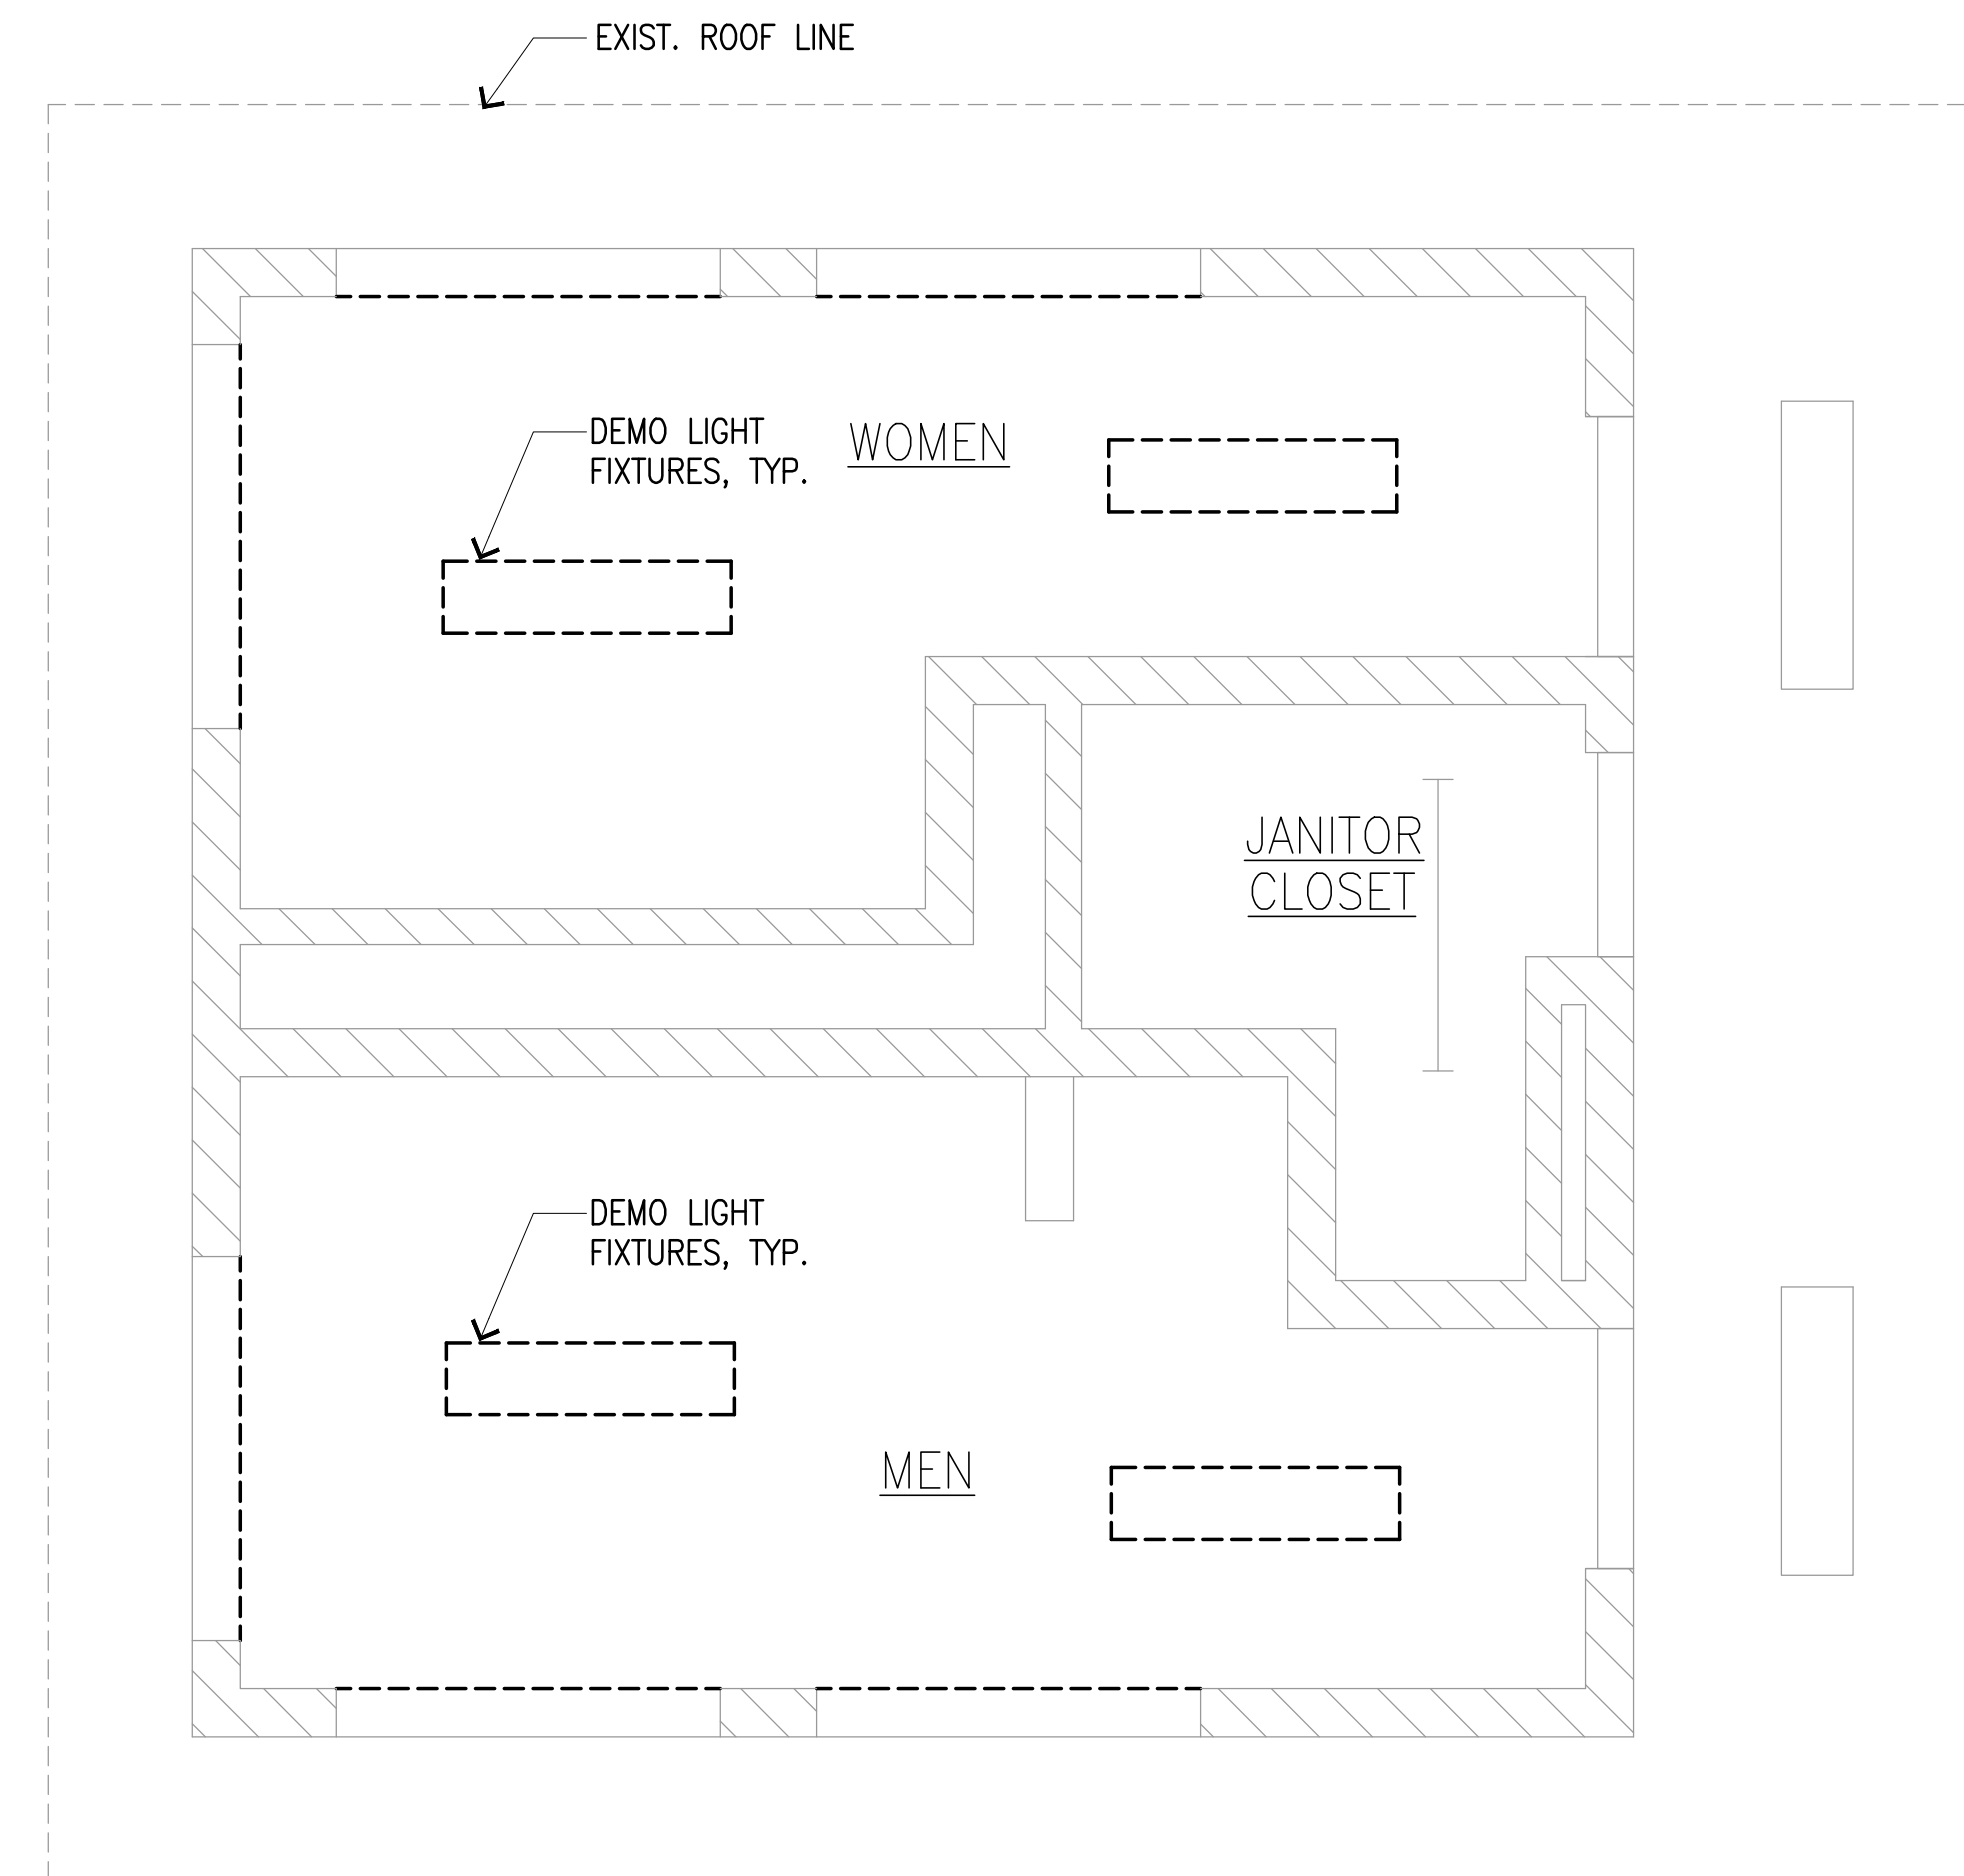 EXIST. ROOF LINE
DEMO LIGHT
FIXTURES, TYP.
WOMEN
JANITOR
CLOSET
DEMO LIGHT
FIXTURES, TYP.
MEN